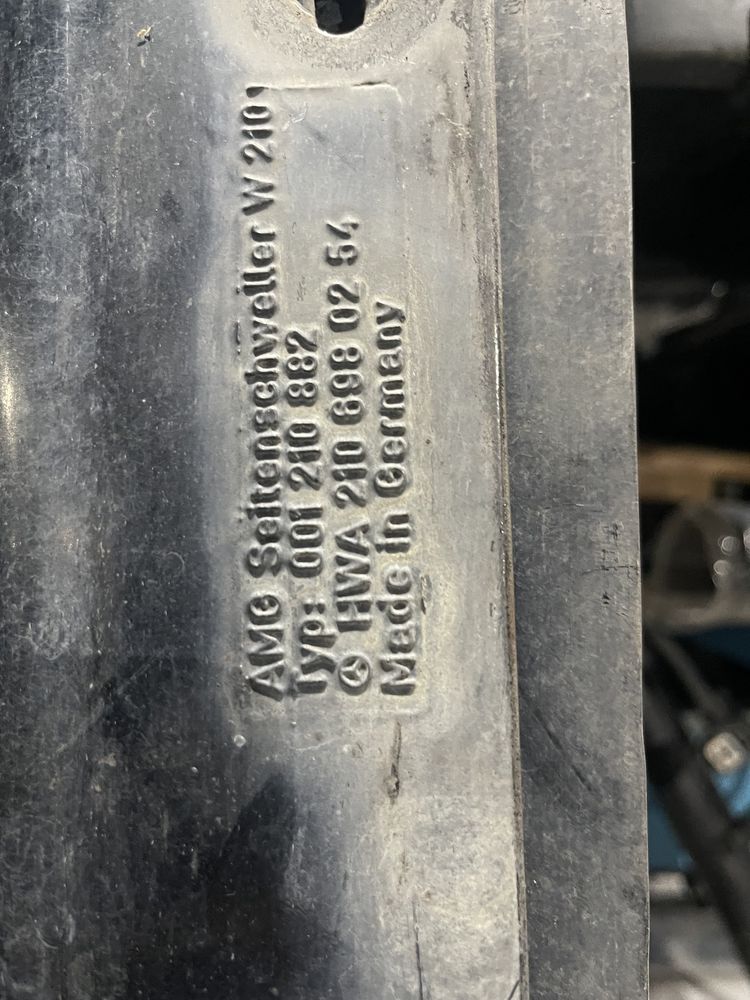 AMG Seitenschweller W 210
Typ: 001 210 882
HWA 210 698 02 54
Made in Germany